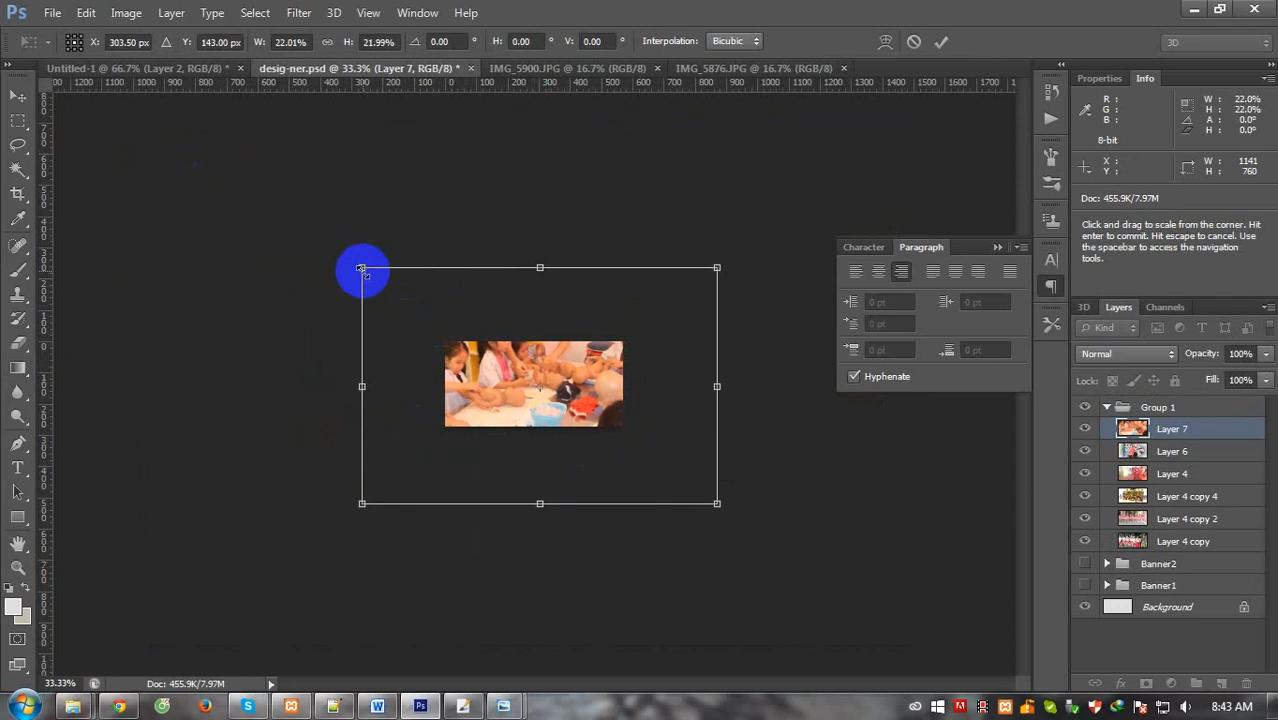 Ps File Edit Image Layer Type Select Filter 3D View Window Help
X: 303.50 px Y: 143.00 px W: 22.01% H: 21.99% 0.00 ° H: 0.00 ° V: 0.00 ° Interpolation: Bicubic 3D
Untitled-1 @ 66.7% (Layer 2, RGB/8) * × desig-ner.psd @ 33.3% (Layer 7, RGB/8) * × IMG_5900.JPG @ 16.7% (RGB/8) × IMG_5876.JPG @ 16.7% (RGB/8) ×
Properties Info
R: W: 22.0%
G: H: 22.0%
B: A: 0.0°
8-bit H: 0.0°
X: W: 1141
Y: H: 760
Doc: 455.9K/7.97M
Click and drag to scale from the corner. Hit enter to commit. Hit escape to cancel. Use the spacebar to access the navigation tools.
Character Paragraph
0 pt 0 pt
0 pt
0 pt 0 pt
Hyphenate
3D Layers Channels
Kind
Normal Opacity: 100%
Lock: Fill: 100%
Group 1
Layer 7
Layer 6
Layer 4
Layer 4 copy 4
Layer 4 copy 2
Layer 4 copy
Banner2
Banner1
Background
33.33% Doc: 455.9K/7.97M
8:43 AM